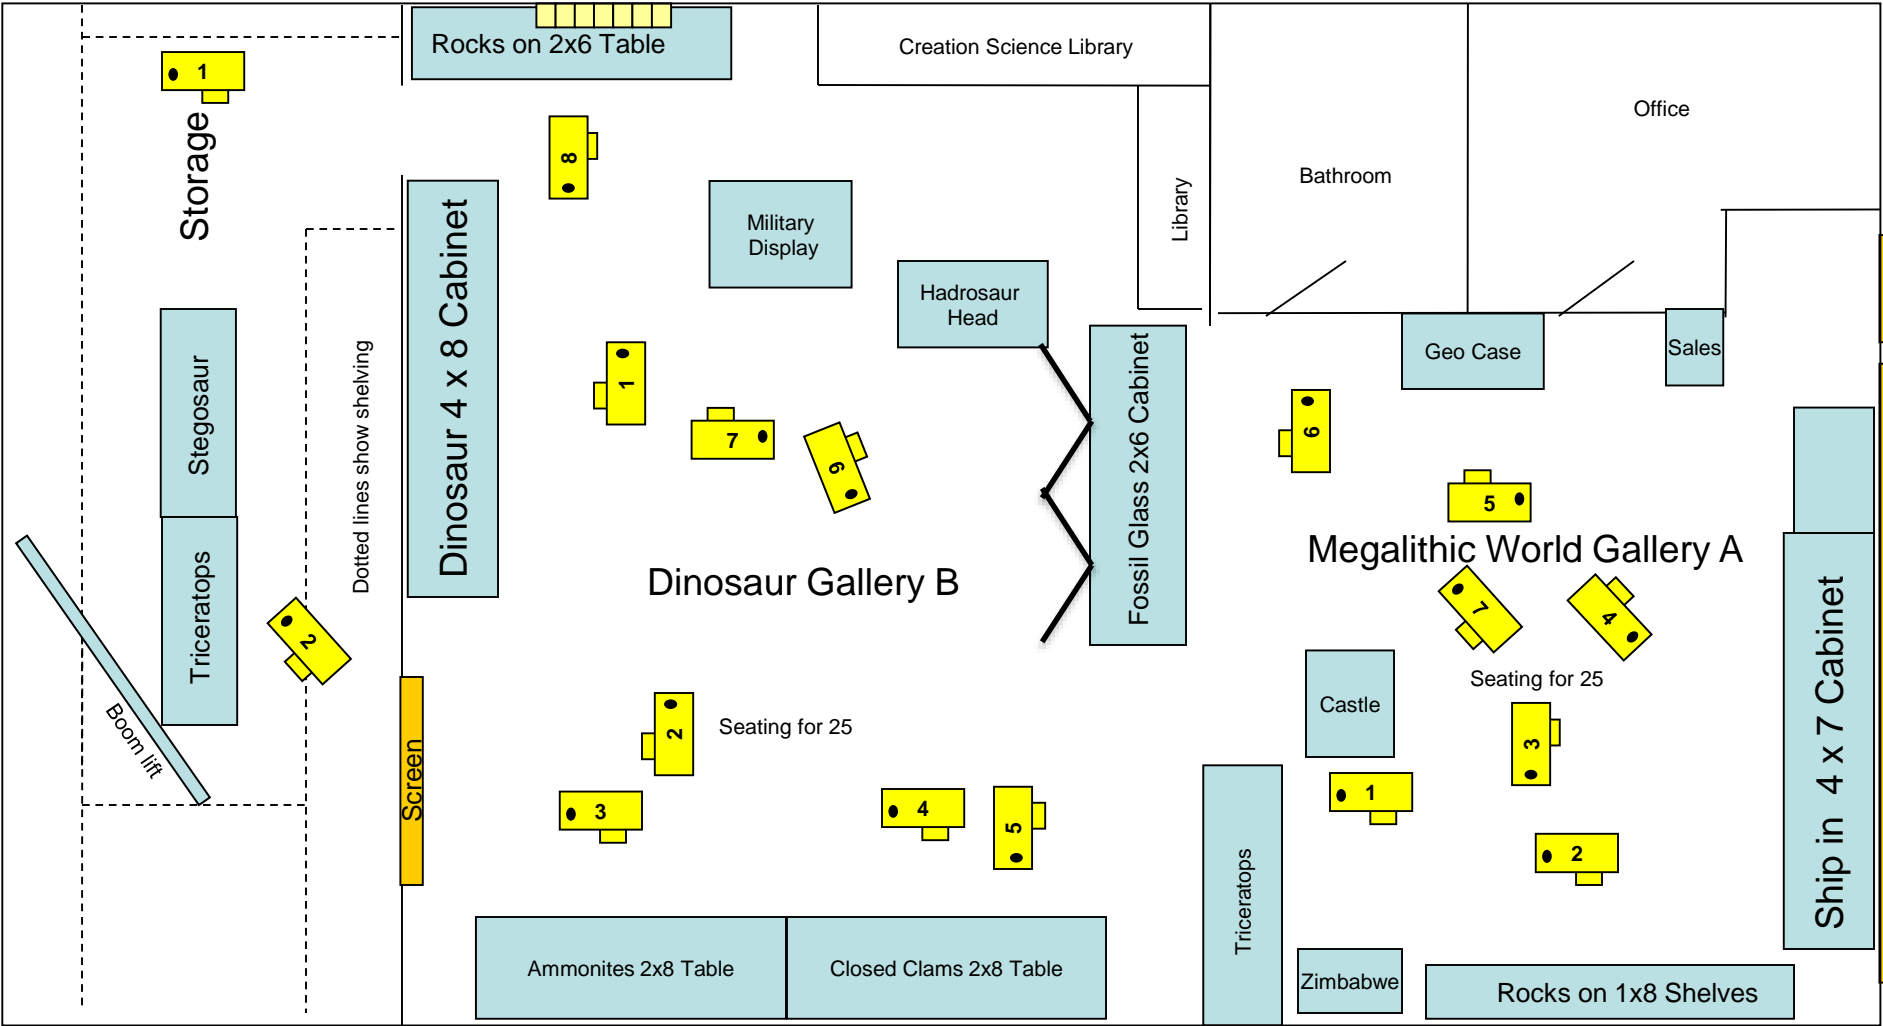 Rocks on 2x6 Table
Creation Science Library
Office
1
Storage
8
Bathroom
Library
Military
Display
Hadrosaur
Head
Dinosaur 4 x 8 Cabinet
Geo Case
Sales
Stegosaur
Dotted lines show shelving
1
7
6
Fossil Glass 2x6 Cabinet
6
5
Megalithic World Gallery A
Dinosaur Gallery B
Triceratops
2
7
4
Boom lift
Screen
2
Seating for 25
Castle
Seating for 25
3
Ship in 4 x 7 Cabinet
3
4
5
1
2
Triceratops
Ammonites 2x8 Table
Closed Clams 2x8 Table
Zimbabwe
Rocks on 1x8 Shelves